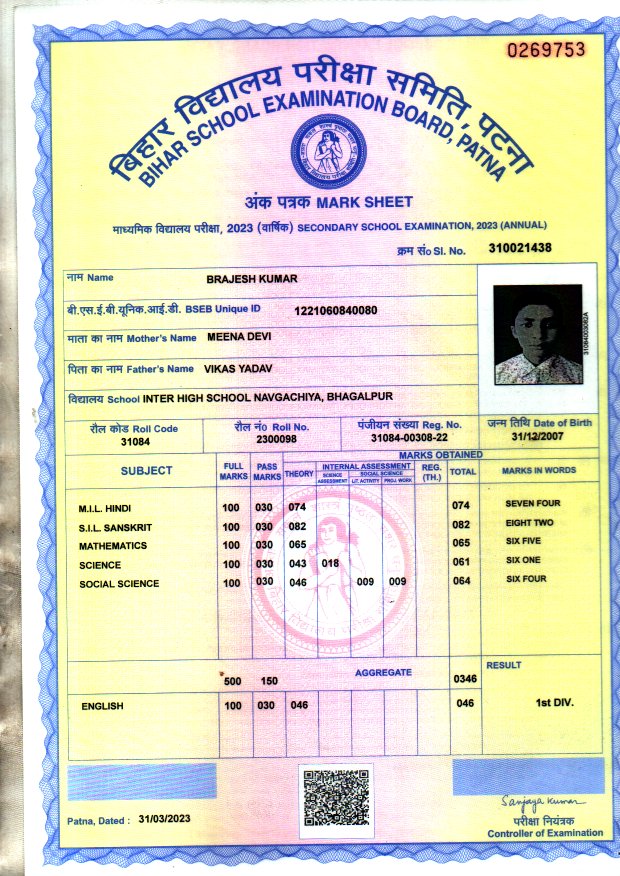 0269753
बिहार विद्यालय परीक्षा समिति, पटना
BIHAR SCHOOL EXAMINATION BOARD, PATNA
अंक पत्रक MARK SHEET
माध्यमिक विद्यालय परीक्षा, 2023 (वार्षिक) SECONDARY SCHOOL EXAMINATION, 2023 (ANNUAL)
क्रम सं० Sl. No. 310021438
नाम Name BRAJESH KUMAR
बी.एस.ई.बी.यूनिक.आई.डी. BSEB Unique ID 1221060840080
माता का नाम Mother's Name MEENA DEVI
पिता का नाम Father's Name VIKAS YADAV
विद्यालय School INTER HIGH SCHOOL NAVGACHIYA, BHAGALPUR
रौल कोड Roll Code रौल नं० Roll No. पंजीयन संख्या Reg. No. जन्म तिथि Date of Birth
31084 2300098 31084-00308-22 31/12/2007
MARKS OBTAINED
SUBJECT FULL MARKS PASS MARKS THEORY INTERNAL ASSESSMENT SCIENCE ASSESSMENT SOCIAL SCIENCE LIT. ACTIVITY PROJ. WORK REG. (TH.) TOTAL MARKS IN WORDS
M.I.L. HINDI 100 030 074 074 SEVEN FOUR
S.I.L. SANSKRIT 100 030 082 082 EIGHT TWO
MATHEMATICS 100 030 065 065 SIX FIVE
SCIENCE 100 030 043 018 061 SIX ONE
SOCIAL SCIENCE 100 030 046 009 009 064 SIX FOUR
500 150 AGGREGATE 0346 RESULT
ENGLISH 100 030 046 046 1st DIV.
Patna, Dated : 31/03/2023
Sanjaya Kumar
परीक्षा नियंत्रक
Controller of Examination